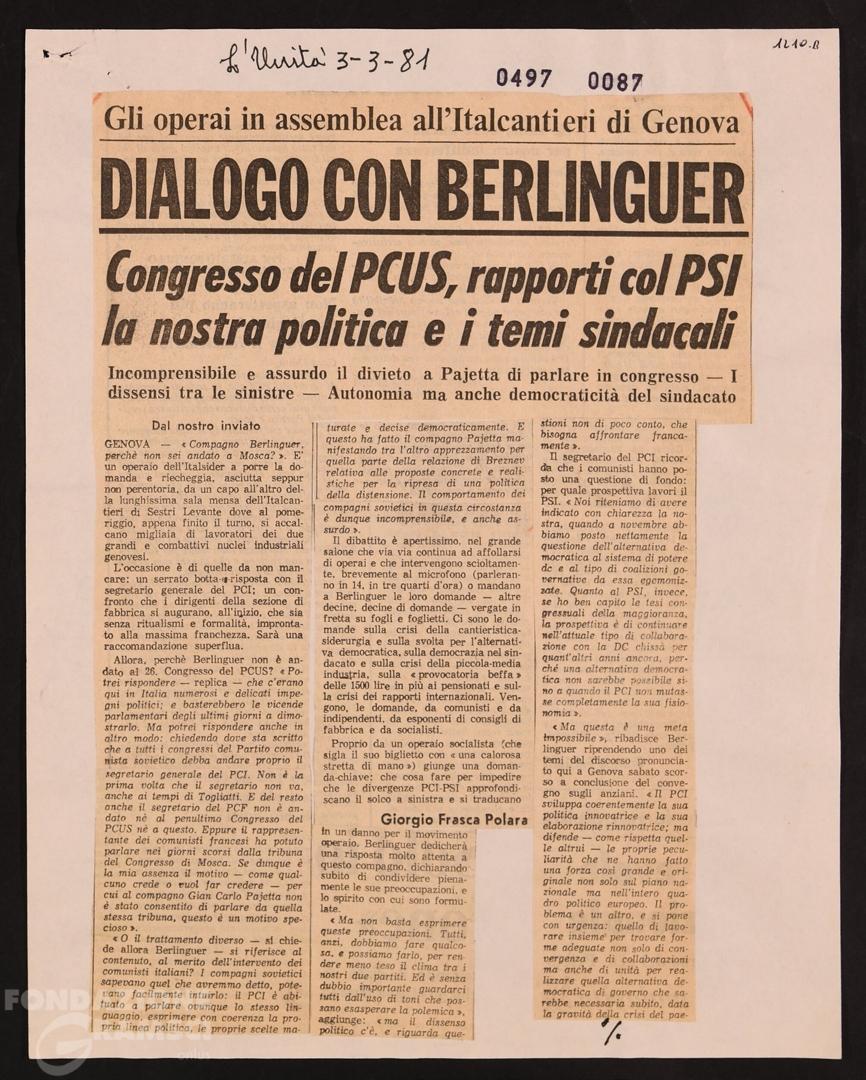 L'Unità 3-3-81
1210.B
0497 0087
Gli operai in assemblea all'Italcantieri di Genova
DIALOGO CON BERLINGUER
Congresso del PCUS, rapporti col PSI
la nostra politica e i temi sindacali
Incomprensibile e assurdo il divieto a Pajetta di parlare in congresso — I
dissensi tra le sinistre — Autonomia ma anche democraticità del sindacato
Dal nostro inviato
GENOVA — « Compagno Berlinguer,
perchè non sei andato a Mosca? ». E'
un operaio dell'Italsider a porre la do-
manda e riecheggia, asciutta seppur
non perentoria, da un capo all'altro del-
la lunghissima sala mensa dell'Italcan-
tieri di Sestri Levante dove al pome-
riggio, appena finito il turno, si accal-
cano migliaia di lavoratori dei due
grandi e combattivi nuclei industriali
genovesi.
L'occasione è di quelle da non man-
care: un serrato botta-e-risposta con il
segretario generale del PCI; un con-
fronto che i dirigenti della sezione di
fabbrica si augurano, all'inizio, che sia
senza ritualismi e formalità, impronta-
to alla massima franchezza. Sarà una
raccomandazione superflua.
Allora, perchè Berlinguer non è an-
dato al 26. Congresso del PCUS? « Po-
trei rispondere — replica — che c'erano
qui in Italia numerosi e delicati impe-
gni politici; e basterebbero le vicende
parlamentari degli ultimi giorni a dimo-
strarlo. Ma potrei rispondere anche in
altro modo: chiedendo dove sta scritto
che a tutti i congressi del Partito comu-
nista sovietico debba andare proprio il
segretario generale del PCI. Non è la
prima volta che il segretario non va,
anche ai tempi di Togliatti. E del resto
anche il segretario del PCF non è an-
dato nè al penultimo Congresso del
PCUS nè a questo. Eppure il rappresen-
tante dei comunisti francesi ha potuto
parlare nei giorni scorsi dalla tribuna
del Congresso di Mosca. Se dunque è
la mia assenza il motivo — come qual-
cuno crede o vuol far credere — per
cui al compagno Gian Carlo Pajetta non
è stato consentito di parlare da quella
stessa tribuna, questo è un motivo spe-
cioso ».
« O il trattamento diverso — si chie-
de allora Berlinguer — si riferisce al
contenuto, al merito dell'intervento dei
comunisti italiani? I compagni sovietici
sapevano quel che avremmo detto, pote-
vano facilmente intuirlo: il PCI è abi-
tuato a parlare ovunque lo stesso lin-
guaggio, esprimere con coerenza la pro-
pria linea politica, le proprie scelte ma-
turate e decise democraticamente. E
questo ha fatto il compagno Pajetta ma-
nifestando tra l'altro apprezzamento per
quella parte della relazione di Breznev
relativa alle proposte concrete e reali-
stiche per la ripresa di una politica
della distensione. Il comportamento dei
compagni sovietici in questa circostanza
è dunque incomprensibile, e anche as-
surdo ».
Il dibattito è apertissimo, nel grande
salone che via via continua ad affollarsi
di operai e che intervengono scioltamen-
te, brevemente al microfono (parleran-
no in 14, in tre quarti d'ora) o mandano
a Berlinguer le loro domande — altre
decine, decine di domande — vergate in
fretta su fogli e foglietti. Ci sono le do-
mande sulla crisi della cantieristica-
siderurgia e sulla svolta per l'alternati-
va democratica, sulla democrazia nel sin-
dacato e sulla crisi della piccola-media
industria, sulla « provocatoria beffa »
delle 1500 lire in più ai pensionati e sul-
la crisi dei rapporti internazionali. Ven-
gono, le domande, da comunisti e da
indipendenti, da esponenti di consigli di
fabbrica e da socialisti.
Proprio da un operaio socialista (che
sigla il suo biglietto con « una calorosa
stretta di mano ») giunge una doman-
da-chiave: che cosa fare per impedire
che le divergenze PCI-PSI approfondi-
scano il solco a sinistra e si traducano
Giorgio Frasca Polara
in un danno per il movimento
operaio. Berlinguer dedicherà
una risposta molto attenta a
questo compagno, dichiarando
subito di condividere piena-
mente le sue preoccupazioni, e
lo spirito con cui sono formu-
late.
« Ma non basta esprimere
queste preoccupazioni. Tutti,
anzi, dobbiamo fare qualco-
sa, e possiamo farlo, per ren-
dere meno teso il clima tra i
nostri due partiti. Ed è senza
dubbio importante guardarci
tutti dall'uso di toni che pos-
sano esasperare la polemica »,
aggiunge: « ma il dissenso
politico c'è, e riguarda que-
stioni non di poco conto, che
bisogna affrontare franca-
mente ».
Il segretario del PCI ricor-
da che i comunisti hanno po-
sto una questione di fondo:
per quale prospettiva lavori il
PSI. « Noi riteniamo di avere
indicato con chiarezza la no-
stra, quando a novembre ab-
biamo posto nettamente la
questione dell'alternativa de-
mocratica al sistema di potere
dc e al tipo di coalizioni go-
vernative da essa egemoniz-
zate. Quanto al PSI, invece,
se ho ben capito le tesi con-
gressuali della maggioranza,
la prospettiva è di continuare
nell'attuale tipo di collabora-
zione con la DC chissà per
quant'altri anni ancora, per-
ché una alternativa democra-
tica non sarebbe possibile si-
no a quando il PCI non mutas-
se completamente la sua fisio-
nomia ».
« Ma questa è una meta
impossibile », ribadisce Ber-
linguer riprendendo uno dei
temi del discorso pronuncia-
to qui a Genova sabato scor-
so a conclusione del conve-
gno sugli anziani. « Il PCI
sviluppa coerentemente la sua
politica innovatrice e la sua
elaborazione rinnovatrice; ma
difende — come rispetta quel-
le altrui — le proprie pecu-
liarità che ne hanno fatto
una forza così grande e ori-
ginale non solo sul piano na-
zionale ma nell'intero qua-
dro politico europeo. Il pro-
blema è un altro, e si pone
con urgenza: quello di lavo-
rare insieme per trovare for-
me adeguate non solo di con-
vergenza e di collaborazioni
ma anche di unità per rea-
lizzare quella alternativa de-
mocratica di governo che sa-
rebbe necessaria subito, data
la gravità della crisi del pae-
·/.
FONDAZIONE
GRAMSCI
onlus